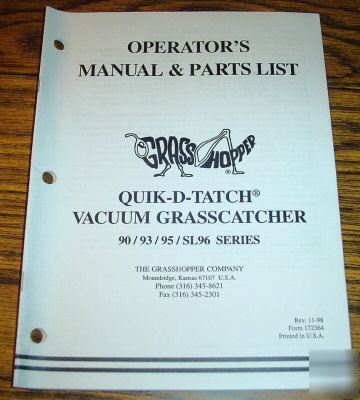 OPERATOR'S
MANUAL & PARTS LIST
GRASSHOPPER®
QUIK-D-TATCH®
VACUUM GRASSCATCHER
90 / 93 / 95 / SL96 SERIES
THE GRASSHOPPER COMPANY
Moundridge, Kansas 67107 U.S.A.
Phone (316) 345-8621
Fax (316) 345-2301
Rev. 11-98
Form 172364
Printed in U.S.A.